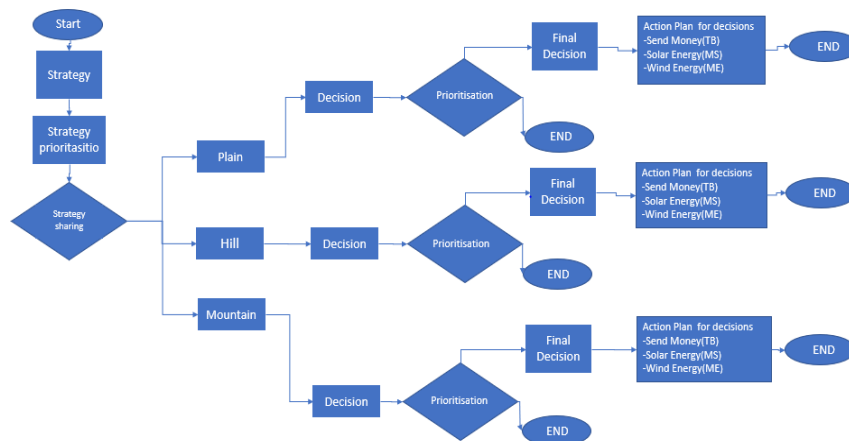 Start
Strategy
Strategy
prioritasitio
Strategy
sharing
Plain
Decision
Prioritisation
Final
Decision
Action Plan for decisions
-Send Money(TB)
-Solar Energy(MS)
-Wind Energy(ME)
END
END
Hill
Decision
Prioritisation
Final
Decision
Action Plan for decisions
-Send Money(TB)
-Solar Energy(MS)
-Wind Energy(ME)
END
END
Mountain
Decision
Prioritisation
Final
Decision
Action Plan for decisions
-Send Money(TB)
-Solar Energy(MS)
-Wind Energy(ME)
END
END